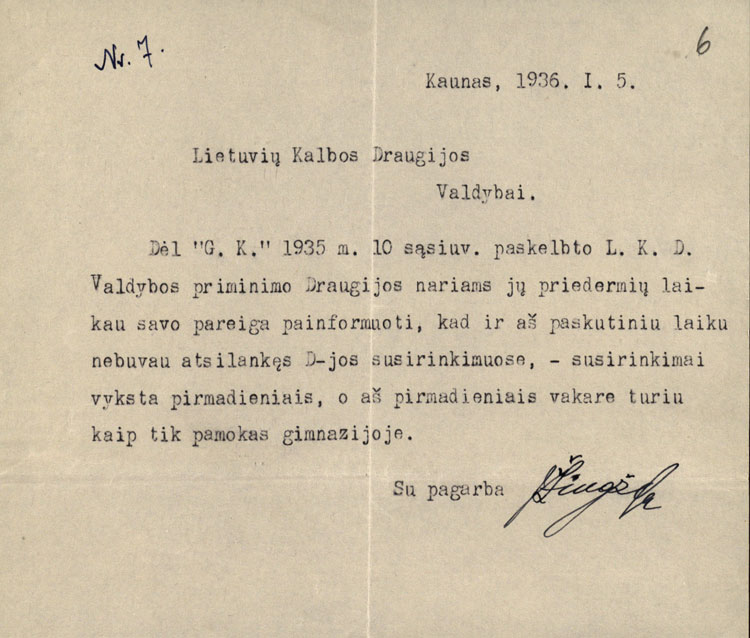 Nr. 7.
6
Kaunas, 1936. I. 5.
Lietuvių Kalbos Draugijos
Valdybai.
Dėl "G. K." 1935 m. 10 sąsiuv. paskelbto L. K. D.
Valdybos priminimo Draugijos nariams jų priedermių lai-
kau savo pareiga painformuoti, kad ir aš paskutiniu laiku
nebuvau atsilankęs D-jos susirinkimuose, - susirinkimai
vyksta pirmadieniais, o aš pirmadieniais vakare turiu
kaip tik pamokas gimnazijoje.
Su pagarba